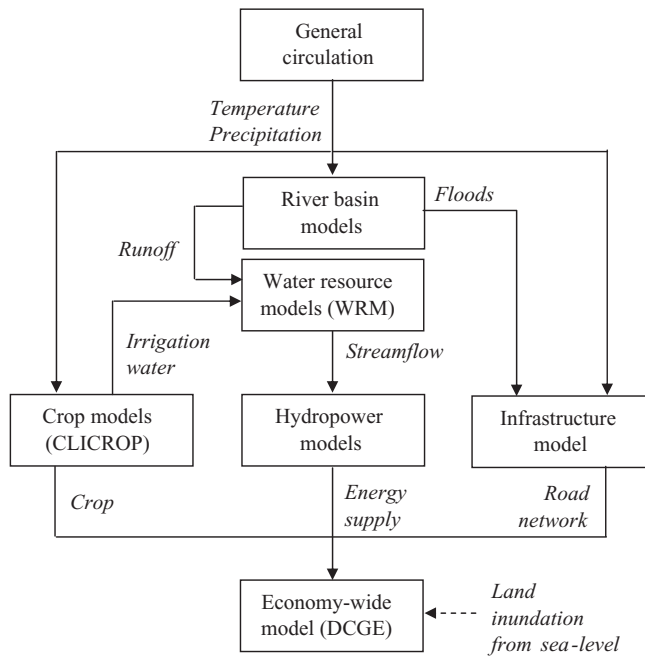 General
circulation
Temperature
Precipitation
River basin
models
Floods
Runoff
Water resource
models (WRM)
Irrigation
water
Streamflow
Crop models
(CLICROP)
Hydropower
models
Infrastructure
model
Crop
Energy
supply
Road
network
Economy-wide
model (DCGE)
Land
inundation
from sea-level